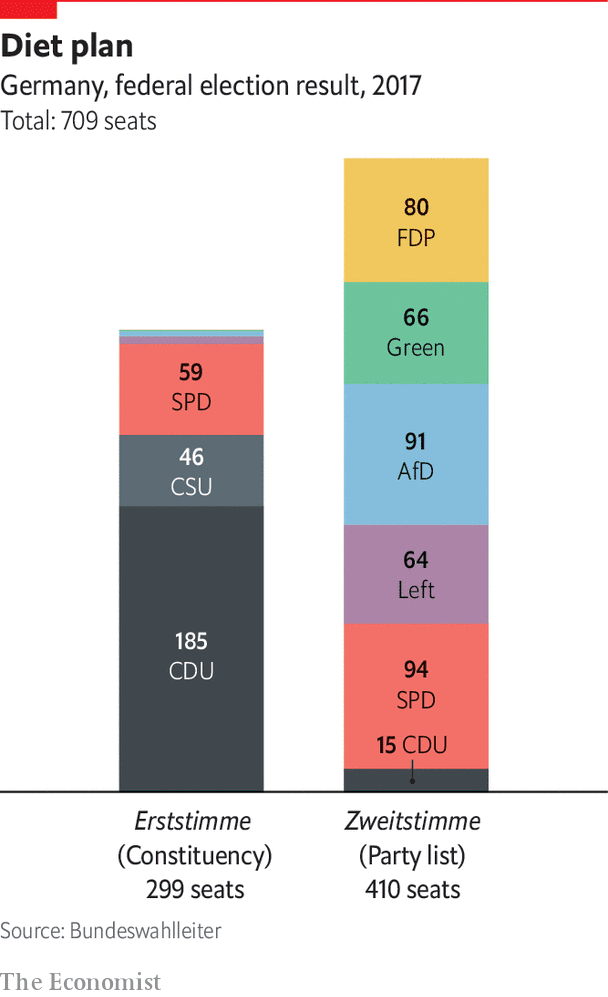 Diet plan
Germany, federal election result, 2017
Total: 709 seats
59
SPD
46
CSU
185
CDU
80
FDP
66
Green
91
AfD
64
Left
94
SPD
15 CDU
Erststimme
(Constituency)
299 seats
Zweitstimme
(Party list)
410 seats
Source: Bundeswahlleiter
The Economist